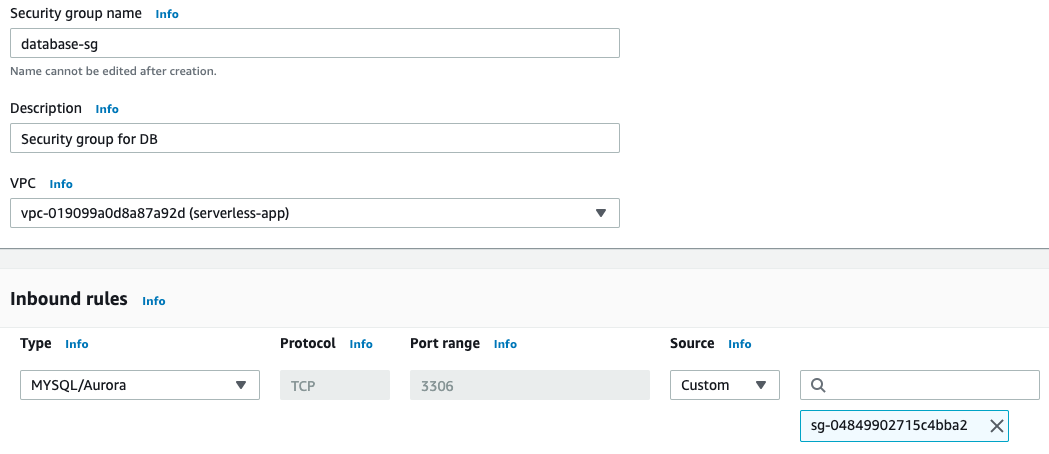 Security group name Info
database-sg
Name cannot be edited after creation.
Description Info
Security group for DB
VPC Info
vpc-019099a0d8a87a92d (serverless-app)
Inbound rules Info
Type Info Protocol Info Port range Info Source Info
MYSQL/Aurora TCP 3306 Custom
sg-04849902715c4bba2